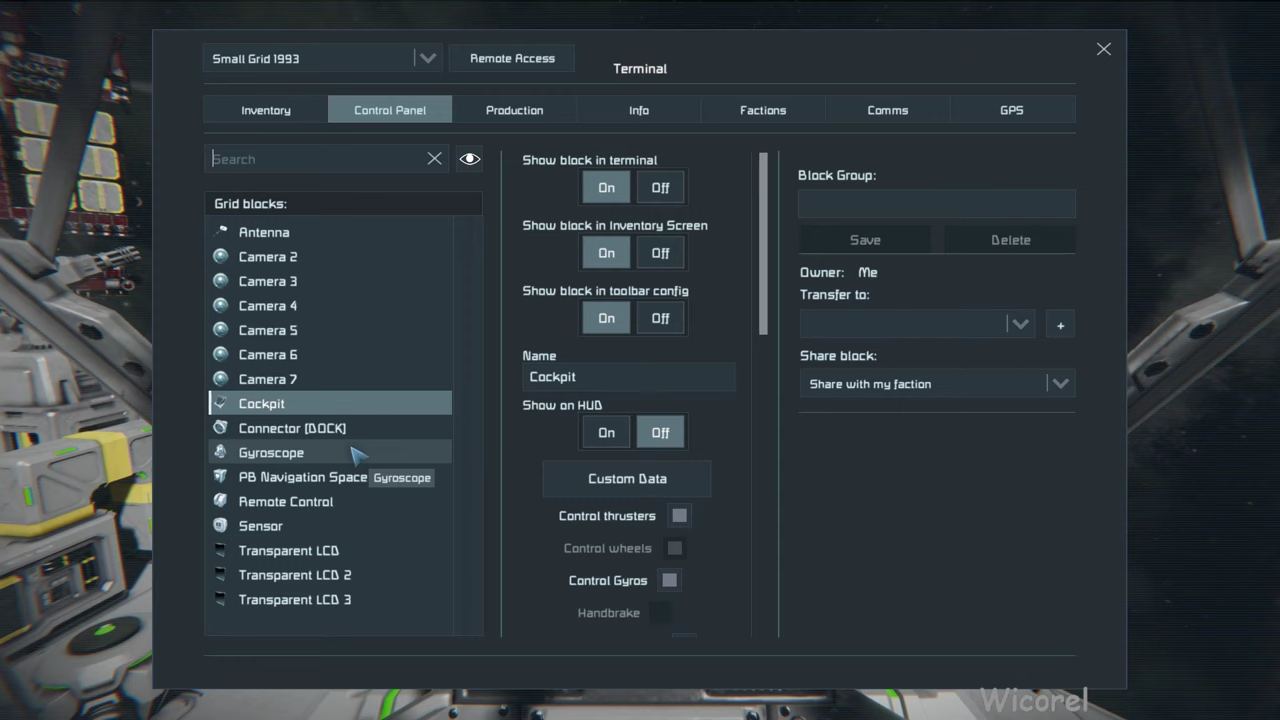 Small Grid 1993
Remote Access
Terminal
Inventory
Control Panel
Production
Info
Factions
Comms
GPS
Search
Grid blocks:
Antenna
Camera 2
Camera 3
Camera 4
Camera 5
Camera 6
Camera 7
Cockpit
Connector [DOCK]
Gyroscope
PB Navigation Space
Gyroscope
Remote Control
Sensor
Transparent LCD
Transparent LCD 2
Transparent LCD 3
Show block in terminal
On Off
Show block in Inventory Screen
On Off
Show block in toolbar config
On Off
Name
Cockpit
Show on HUD
On Off
Custom Data
Control thrusters
Control wheels
Control Gyros
Handbrake
Block Group:
Save
Delete
Owner: Me
Transfer to:
+
Share block:
Share with my faction
Wicorel